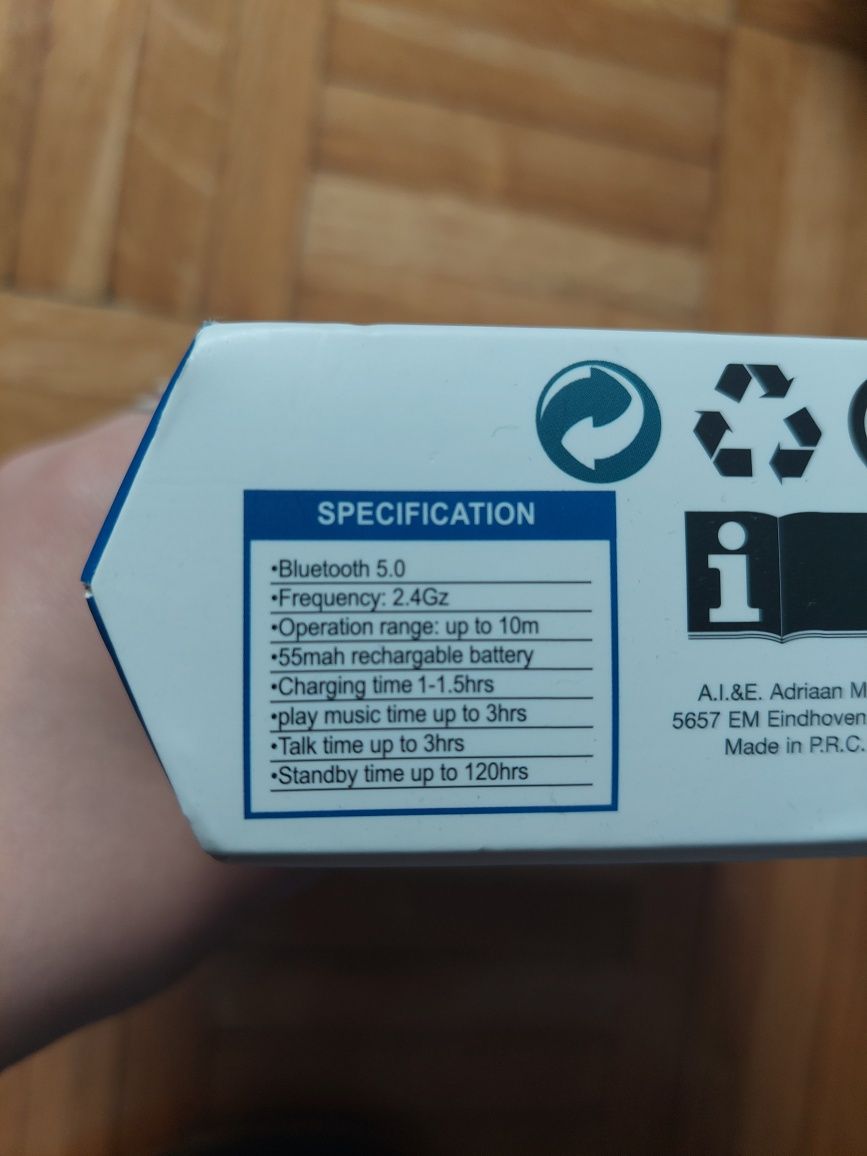 SPECIFICATION
•Bluetooth 5.0
•Frequency: 2.4Gz
•Operation range: up to 10m
•55mah rechargable battery
•Charging time 1-1.5hrs
•play music time up to 3hrs
•Talk time up to 3hrs
•Standby time up to 120hrs
i
A.I.&E. Adriaan M
5657 EM Eindhoven
Made in P.R.C.